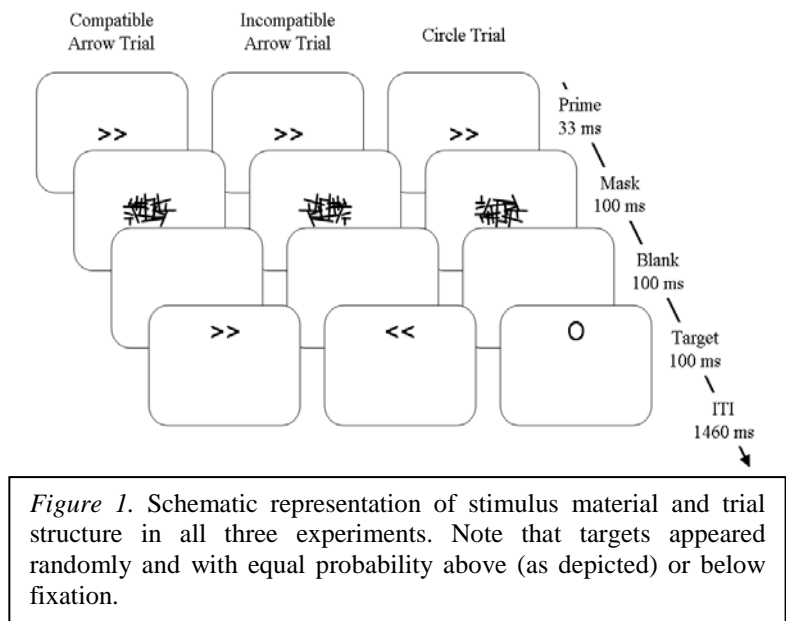 Compatible
Arrow Trial
Incompatible
Arrow Trial
Circle Trial
>>
>>
>>
Prime
33 ms
Mask
100 ms
Blank
100 ms
>>
<<
O
Target
100 ms
ITI
1460 ms
Figure 1. Schematic representation of stimulus material and trial
structure in all three experiments. Note that targets appeared
randomly and with equal probability above (as depicted) or below
fixation.